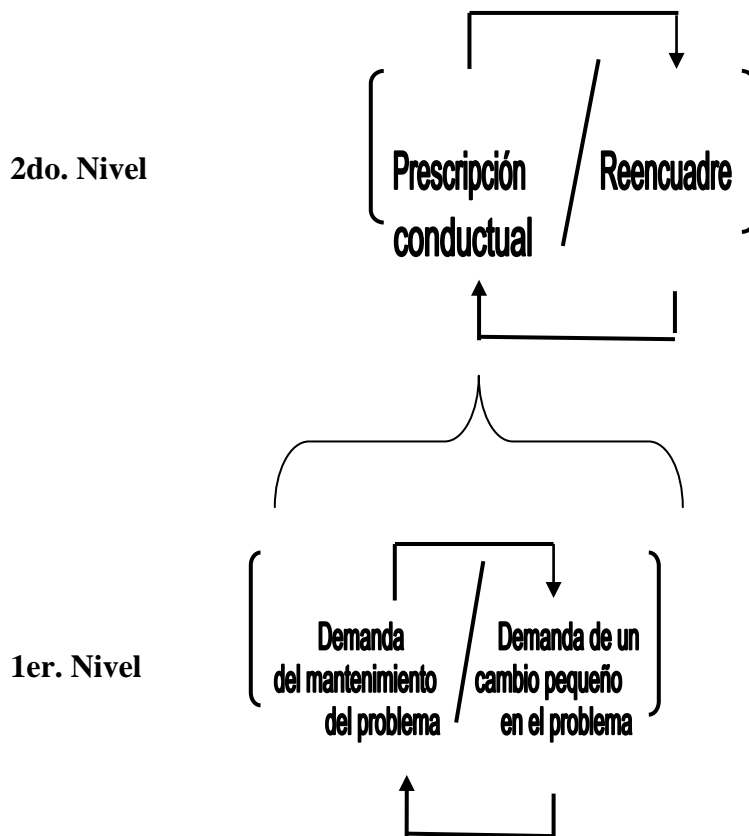 2do. Nivel
Prescripción
conductual
Reencuadre
1er. Nivel
Demanda
del mantenimiento
del problema
Demanda de un
cambio pequeño
en el problema